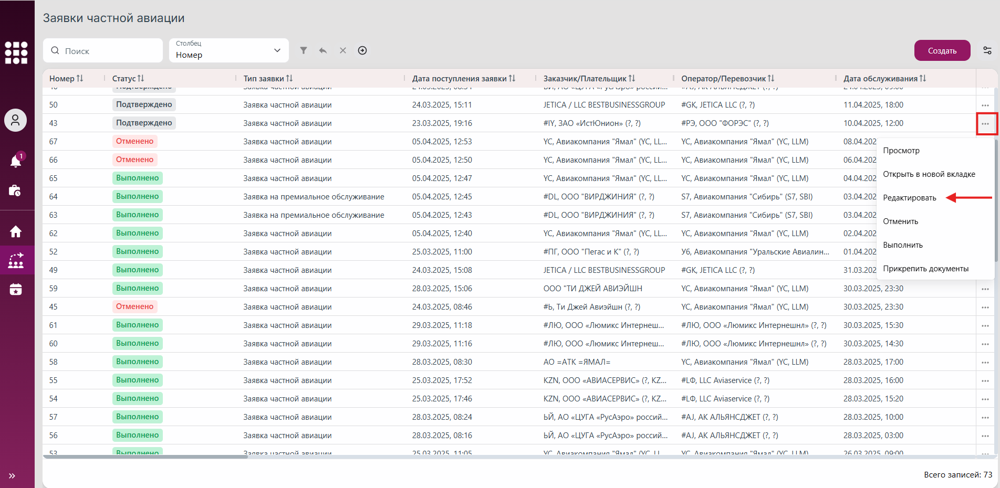 Заявки частной авиации
Поиск
Столбец
Номер
Создать
Номер Статус Тип заявки Дата поступления заявки Заказчик/Плательщик Оператор/Перевозчик Дата обслуживания
50 Подтверждено Заявка частной авиации 24.03.2025, 15:11 JETICA / LLC BESTBUSINESSGROUP #GK, JETICA LLC (?, ?) 11.04.2025, 18:00 ...
43 Подтверждено Заявка частной авиации 23.03.2025, 19:16 #IY, ЗАО «ИстЮнион» (?, ?) #РЭ, ООО "ФОРЭС" (?, ?) 10.04.2025, 12:00 ...
67 Отменено Заявка частной авиации 05.04.2025, 12:53 YC, Авиакомпания "Ямал" (YC, LL... YC, Авиакомпания "Ямал" (YC, LLM) 08.04.202
66 Отменено Заявка частной авиации 05.04.2025, 12:50 YC, Авиакомпания "Ямал" (YC, LL... YC, Авиакомпания "Ямал" (YC, LLM) 06.04.202
65 Выполнено Заявка частной авиации 05.04.2025, 12:47 YC, Авиакомпания "Ямал" (YC, LL... YC, Авиакомпания "Ямал" (YC, LLM) 04.04.202
64 Выполнено Заявка на премиальное обслуживание 05.04.2025, 12:45 #DL, ООО "ВИРДЖИНИЯ" (?, ?) S7, Авиакомпания "Сибирь" (S7, SBI) 03.04.202
63 Выполнено Заявка на премиальное обслуживание 05.04.2025, 12:43 #DL, ООО "ВИРДЖИНИЯ" (?, ?) S7, Авиакомпания "Сибирь" (S7, SBI) 03.04.202
62 Выполнено Заявка частной авиации 05.04.2025, 12:40 YC, Авиакомпания "Ямал" (YC, LL... YC, Авиакомпания "Ямал" (YC, LLM) 02.04.202
52 Выполнено Заявка частной авиации 25.03.2025, 11:00 #ПГ, ООО "Пегас и К" (?, ?) У6, Авиакомпания "Уральские Авиалин... 01.04.202
49 Выполнено Заявка частной авиации 24.03.2025, 15:08 JETICA / LLC BESTBUSINESSGROUP #GK, JETICA LLC (?, ?) 31.03.202
59 Выполнено Заявка частной авиации 28.03.2025, 15:06 ООО "ТИ ДЖЕЙ АВИЭЙШН YC, Авиакомпания "Ямал" (YC, LLM) 30.03.2025, 23:30 ...
45 Отменено Заявка частной авиации 24.03.2025, 08:46 #Ь, Ти Джей Авиэйшн (?, ?) YC, Авиакомпания "Ямал" (YC, LLM) 30.03.2025, 23:30 ...
61 Выполнено Заявка частной авиации 29.03.2025, 11:18 #ЛЮ, ООО «Люмикс Интернеш... #ЛЮ, ООО «Люмикс Интернешнл» (?, ?) 30.03.2025, 15:30 ...
60 Выполнено Заявка частной авиации 29.03.2025, 11:16 #ЛЮ, ООО «Люмикс Интернеш... #ЛЮ, ООО «Люмикс Интернешнл» (?, ?) 30.03.2025, 14:30 ...
58 Выполнено Заявка частной авиации 28.03.2025, 08:30 АО =АТК =ЯМАЛ= YC, Авиакомпания "Ямал" (YC, LLM) 28.03.2025, 17:00 ...
55 Выполнено Заявка частной авиации 25.03.2025, 17:52 KZN, ООО «АВИАСЕРВИС» (?, KZ... #LФ, LLC Aviaservice (?, ?) 28.03.2025, 16:00 ...
54 Выполнено Заявка частной авиации 25.03.2025, 17:46 KZN, ООО «АВИАСЕРВИС» (?, KZ... #LФ, LLC Aviaservice (?, ?) 28.03.2025, 15:20 ...
57 Выполнено Заявка частной авиации 28.03.2025, 08:24 ЬЙ, АО «ЦУГА «РусАэро» россий... #AJ, АК АЛЬЯНСДЖЕТ (?, ?) 28.03.2025, 10:00 ...
56 Выполнено Заявка частной авиации 28.03.2025, 08:16 ЬЙ, АО «ЦУГА «РусАэро» россий... #AJ, АК АЛЬЯНСДЖЕТ (?, ?) 28.03.2025, 03:00 ...
53 Выполнено Заявка частной авиации 25.03.2025, 11:05 YC, Авиакомпания "Ямал" (YC, LL... YC, Авиакомпания "Ямал" (YC, LLM) 26.03.2025, 09:00
Просмотр
Открыть в новой вкладке
Редактировать
Отменить
Выполнить
Прикрепить документы
1
Всего записей: 73